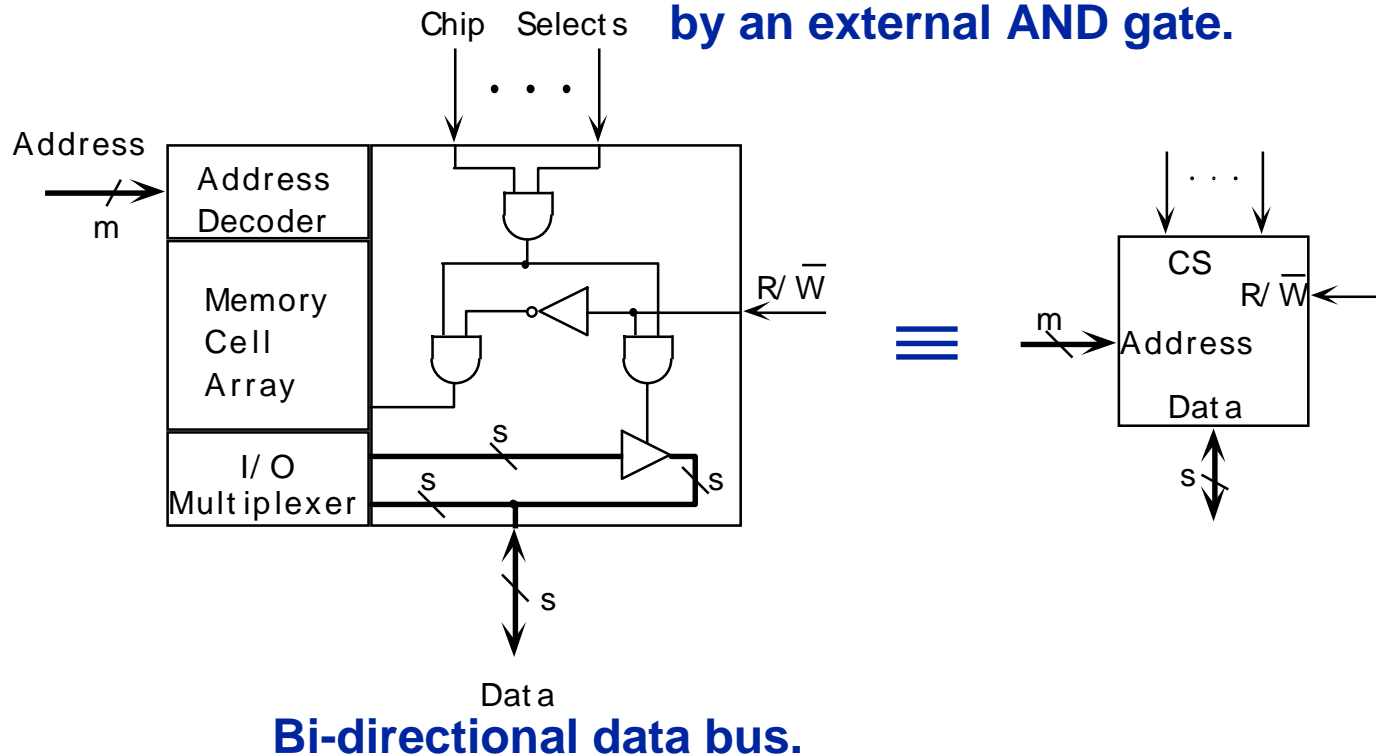 by an external AND gate.
Chip Selects
• • •
Address
m
Address
Decoder
Memory
Cell
Array
I/O
Multiplexer
R/W̅
s
s
s
s
Data
Bi-directional data bus.
≡
. . .
CS
R/W̅
m
Address
Data
s